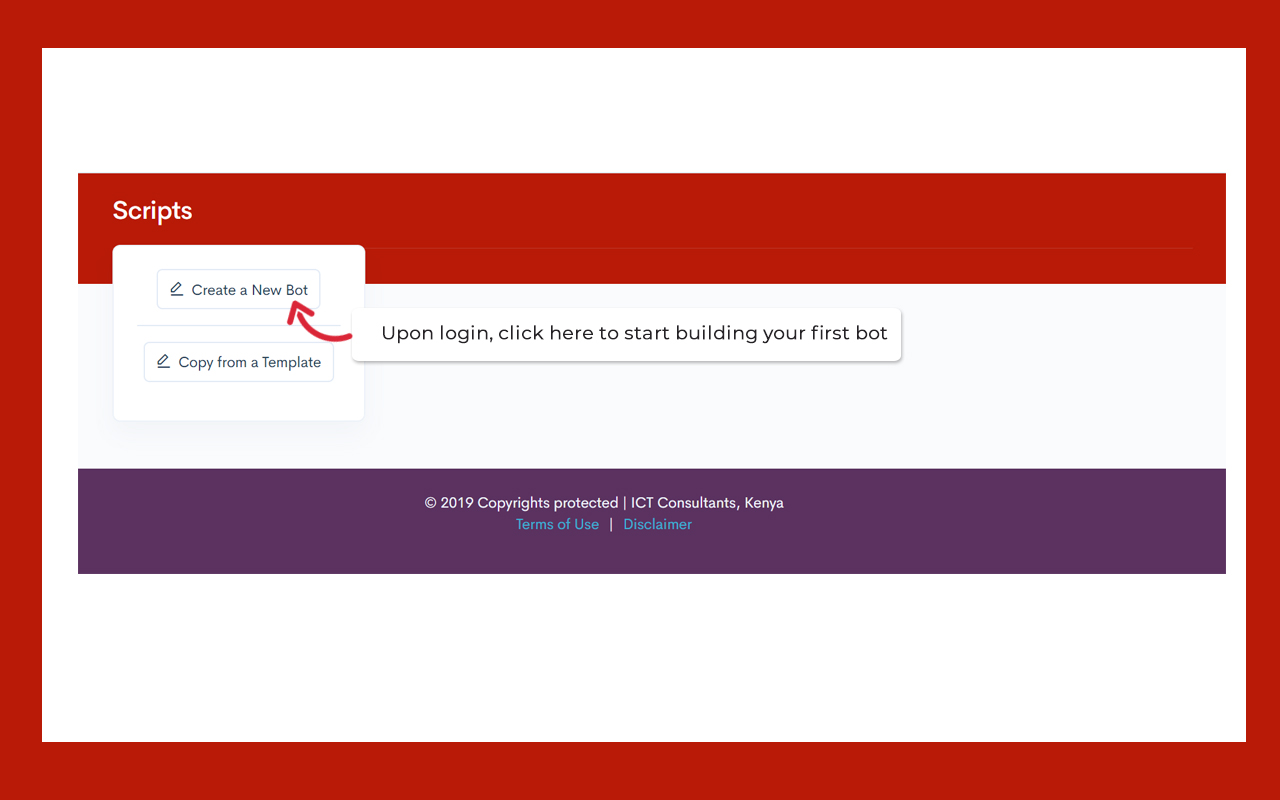 Scripts
Create a New Bot
Upon login, click here to start building your first bot
Copy from a Template
© 2019 Copyrights protected | ICT Consultants, Kenya
Terms of Use | Disclaimer